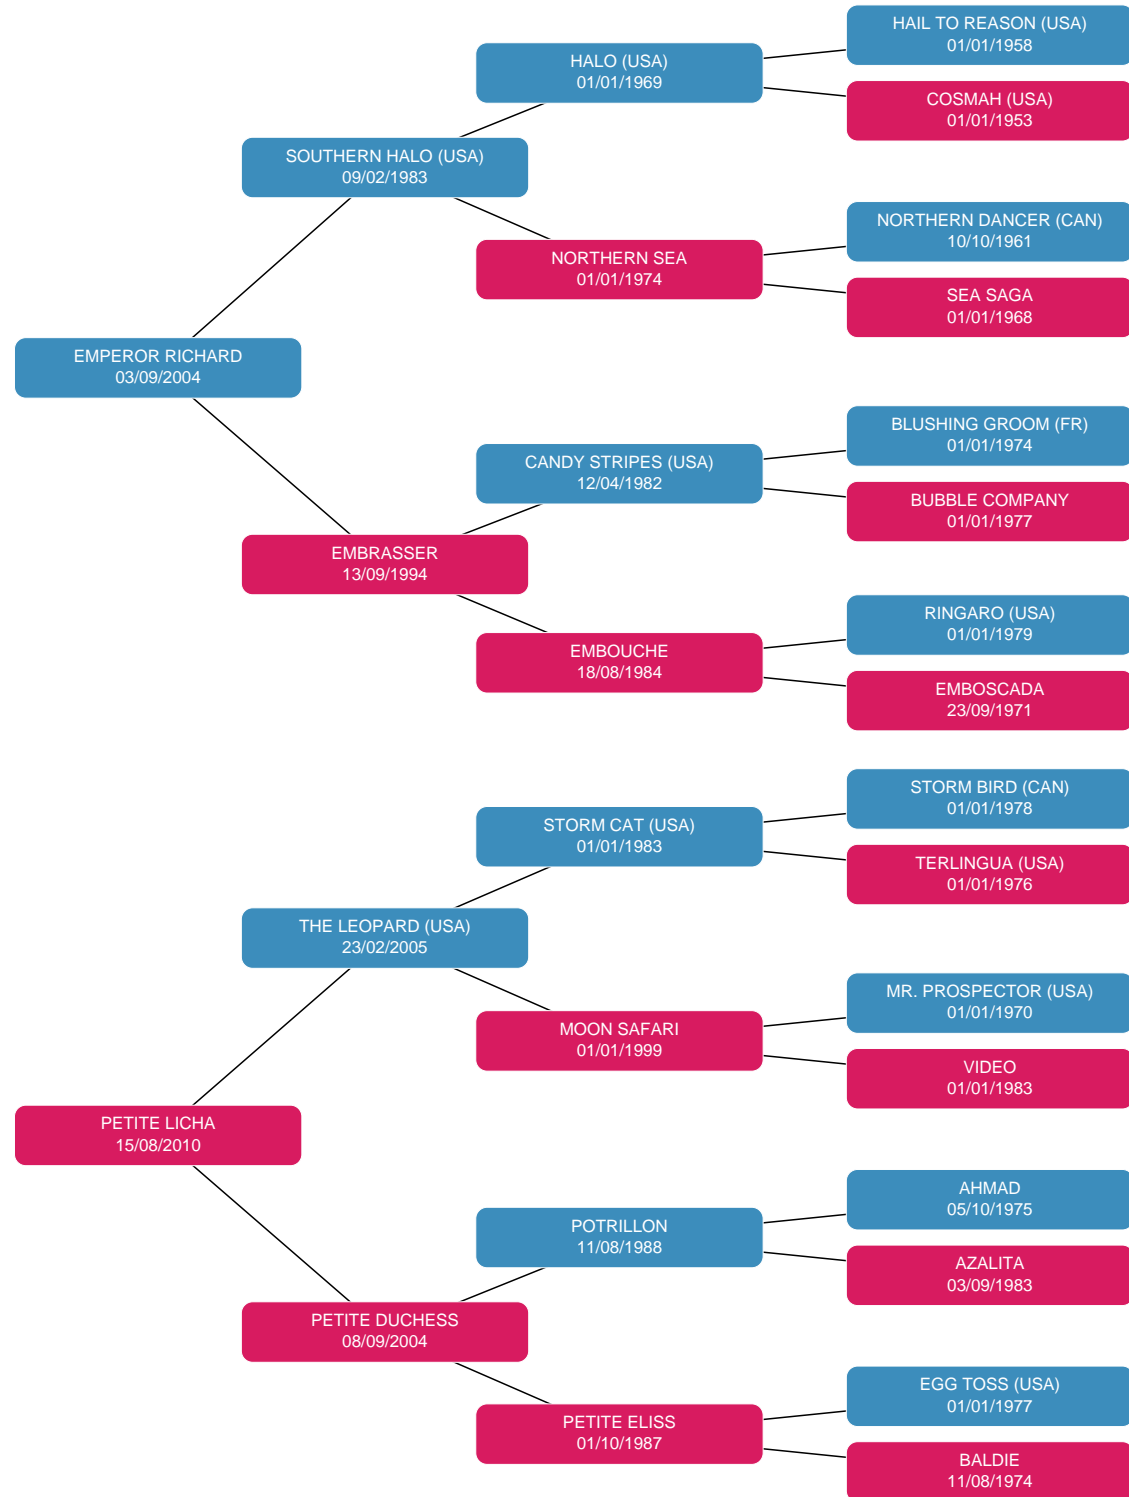 HAIL TO REASON (USA)
01/01/1958
HALO (USA)
01/01/1969
COSMAH (USA)
01/01/1953
SOUTHERN HALO (USA)
09/02/1983
NORTHERN DANCER (CAN)
10/10/1961
NORTHERN SEA
01/01/1974
SEA SAGA
01/01/1968
EMPEROR RICHARD
03/09/2004
BLUSHING GROOM (FR)
01/01/1974
CANDY STRIPES (USA)
12/04/1982
BUBBLE COMPANY
01/01/1977
EMBRASSER
13/09/1994
RINGARO (USA)
01/01/1979
EMBOUCHE
18/08/1984
EMBOSCADA
23/09/1971
STORM BIRD (CAN)
01/01/1978
STORM CAT (USA)
01/01/1983
TERLINGUA (USA)
01/01/1976
THE LEOPARD (USA)
23/02/2005
MR. PROSPECTOR (USA)
01/01/1970
MOON SAFARI
01/01/1999
VIDEO
01/01/1983
PETITE LICHA
15/08/2010
AHMAD
05/10/1975
POTRILLON
11/08/1988
AZALITA
03/09/1983
PETITE DUCHESS
08/09/2004
EGG TOSS (USA)
01/01/1977
PETITE ELISS
01/10/1987
BALDIE
11/08/1974